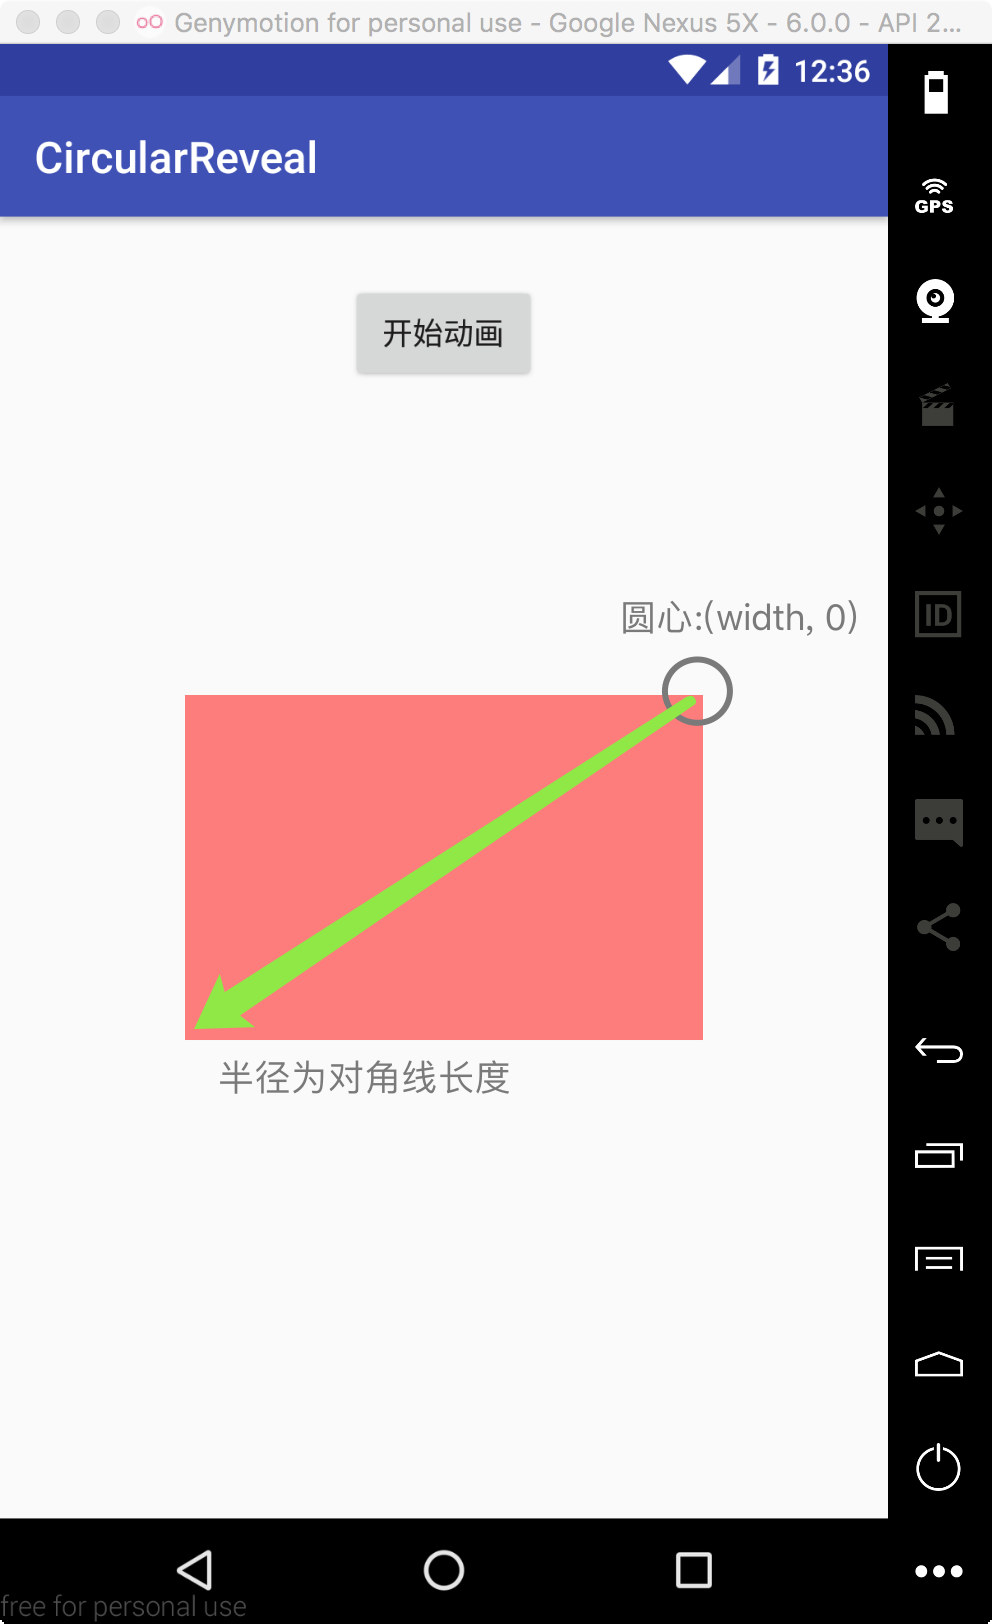 Genymotion for personal use - Google Nexus 5X - 6.0.0 - API 2...
12:36
CircularReveal
GPS
开始动画
ID
圆心:(width, 0)
半径为对角线长度
free for personal use